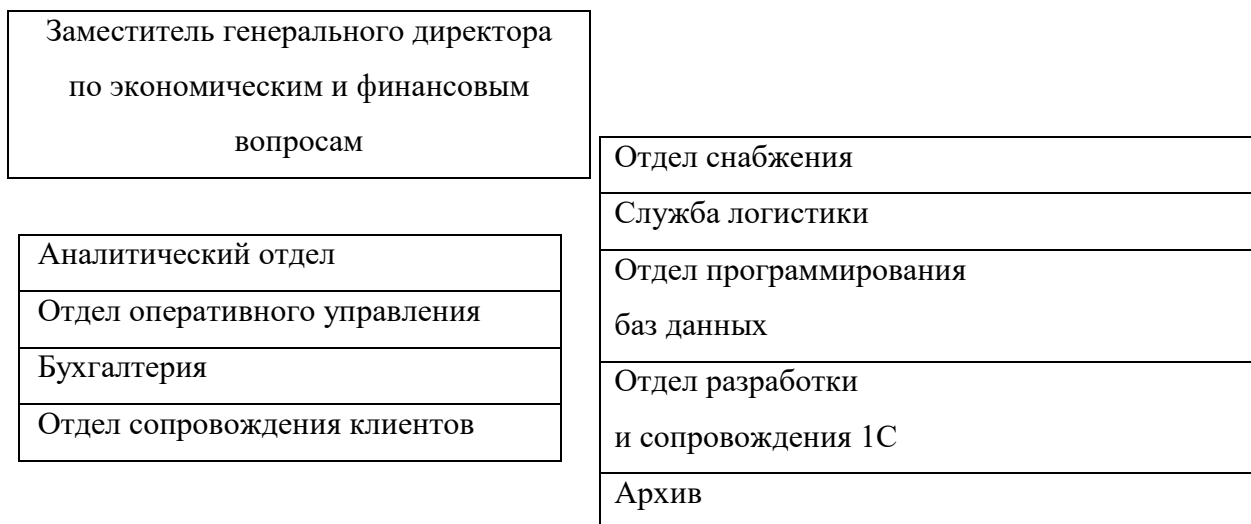 Заместитель генерального директора
по экономическим и финансовым
вопросам
Аналитический отдел
Отдел оперативного управления
Бухгалтерия
Отдел сопровождения клиентов
Отдел снабжения
Служба логистики
Отдел программирования
баз данных
Отдел разработки
и сопровождения 1С
Архив